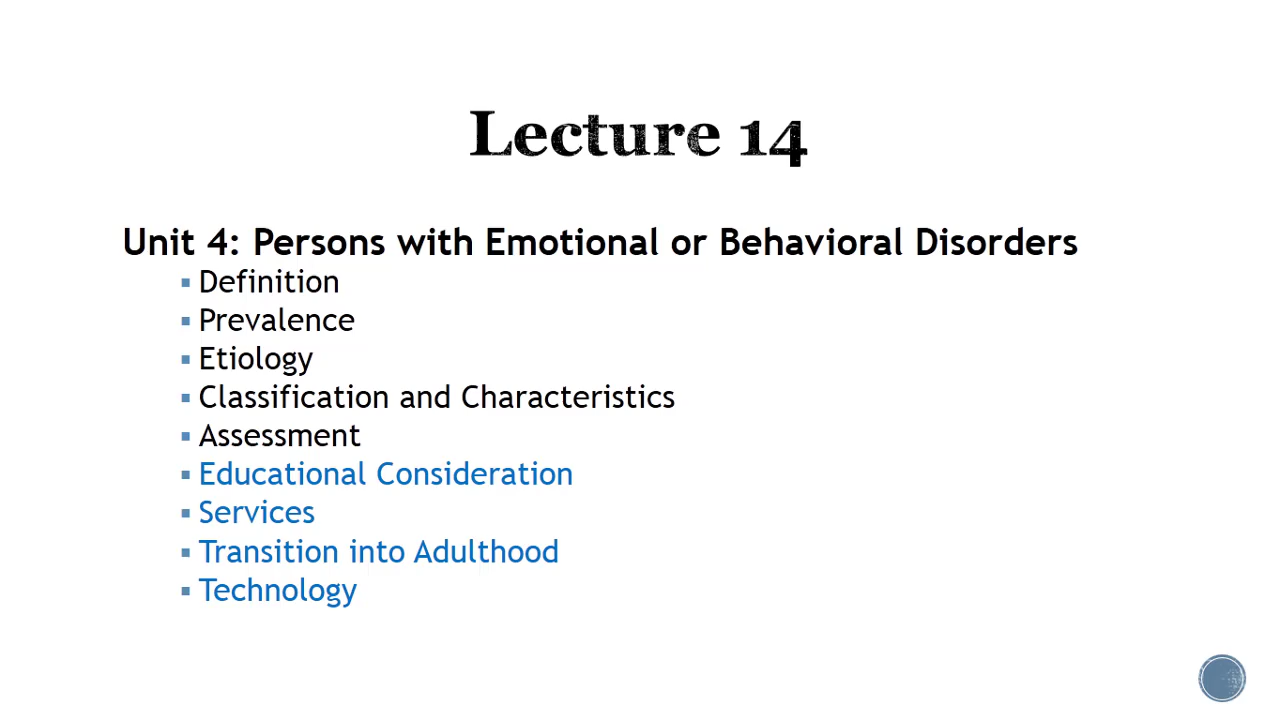 Lecture 14
Unit 4: Persons with Emotional or Behavioral Disorders
▪ Definition
▪ Prevalence
▪ Etiology
▪ Classification and Characteristics
▪ Assessment
▪ Educational Consideration
▪ Services
▪ Transition into Adulthood
▪ Technology